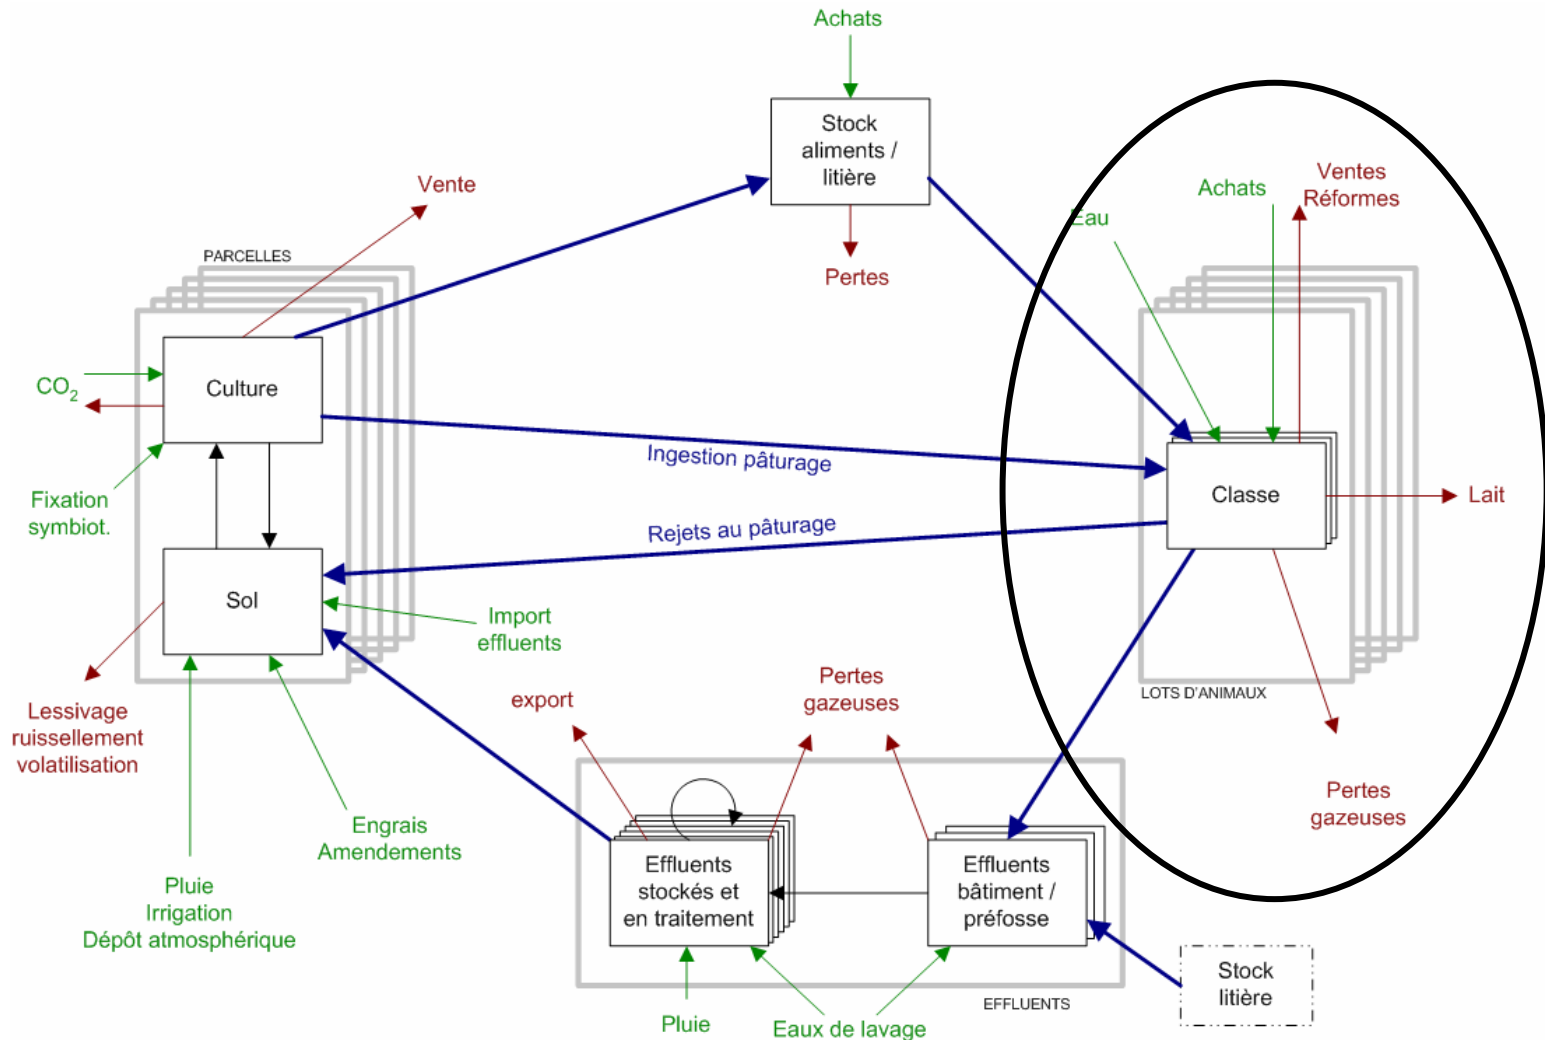 Achats
Stock
aliments /
litière
Pertes
Vente
PARCELLES
CO2
Culture
Fixation
symbiot.
Sol
Import
effluents
Lessivage
ruissellement
volatilisation
Engrais
Amendements
Pluie
Irrigation
Dépôt atmosphérique
Ingestion pâturage
Rejets au pâturage
Eau
Achats
Ventes
Réformes
Classe
Lait
LOTS D'ANIMAUX
Pertes
gazeuses
export
Pertes
gazeuses
Effluents
stockés et
en traitement
Effluents
bâtiment /
préfosse
EFFLUENTS
Stock
litière
Pluie
Eaux de lavage